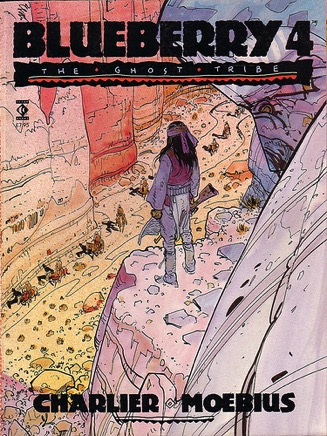 BLUEBERRY 4
THE • GHOST • TRIBE
CHARLIER MOEBIUS